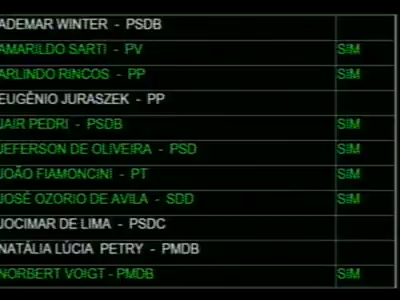 ADEMAR WINTER - PSDB
AMARILDO SARTI - PV SIM
ARLINDO RINCOS - PP SIM
EUGÊNIO JURASZEK - PP
JAIR PEDRI - PSDB SIM
JEFERSON DE OLIVEIRA - PSD SIM
JOÃO FIAMONCINI - PT SIM
JOSÉ OZORIO DE AVILA - SDD SIM
JOCIMAR DE LIMA - PSDC
NATÁLIA LÚCIA PETRY - PMDB
NORBERT VOIGT - PMDB SIM